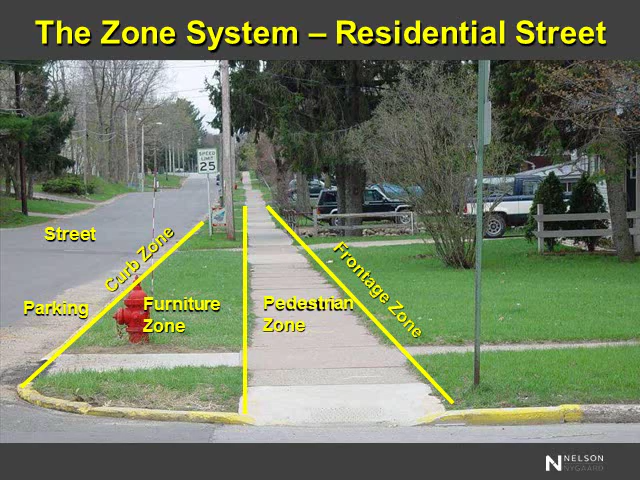 The Zone System – Residential Street
SPEED
LIMIT
25
Street
Curb Zone
Parking
Furniture
Zone
Pedestrian
Zone
Frontage Zone
N NELSON
NYGAARD